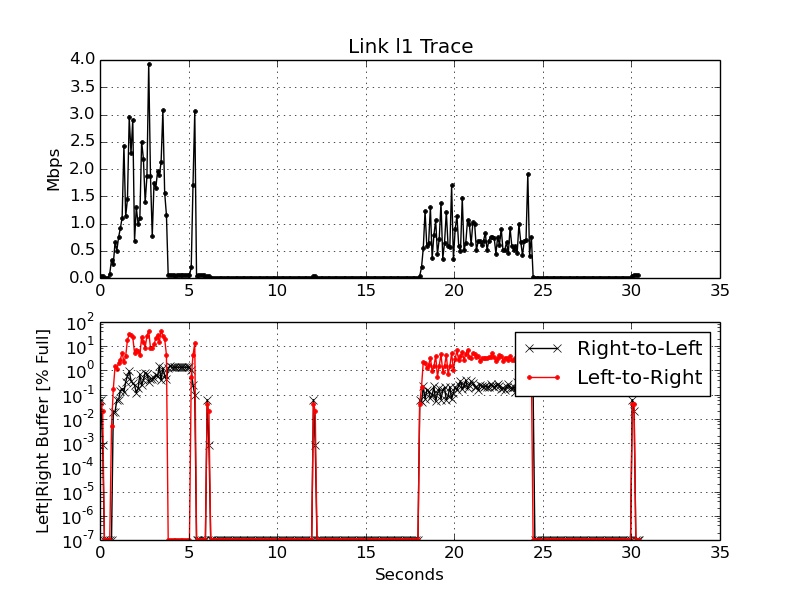 Link l1 Trace
Mbps
4.0
3.5
3.0
2.5
2.0
1.5
1.0
0.5
0.0
0 5 10 15 20 25 30 35
Left|Right Buffer [% Full]
10^2
10^1
10^0
10^-1
10^-2
10^-3
10^-4
10^-5
10^-6
10^-7
Right-to-Left
Left-to-Right
0 5 10 15 20 25 30 35
Seconds